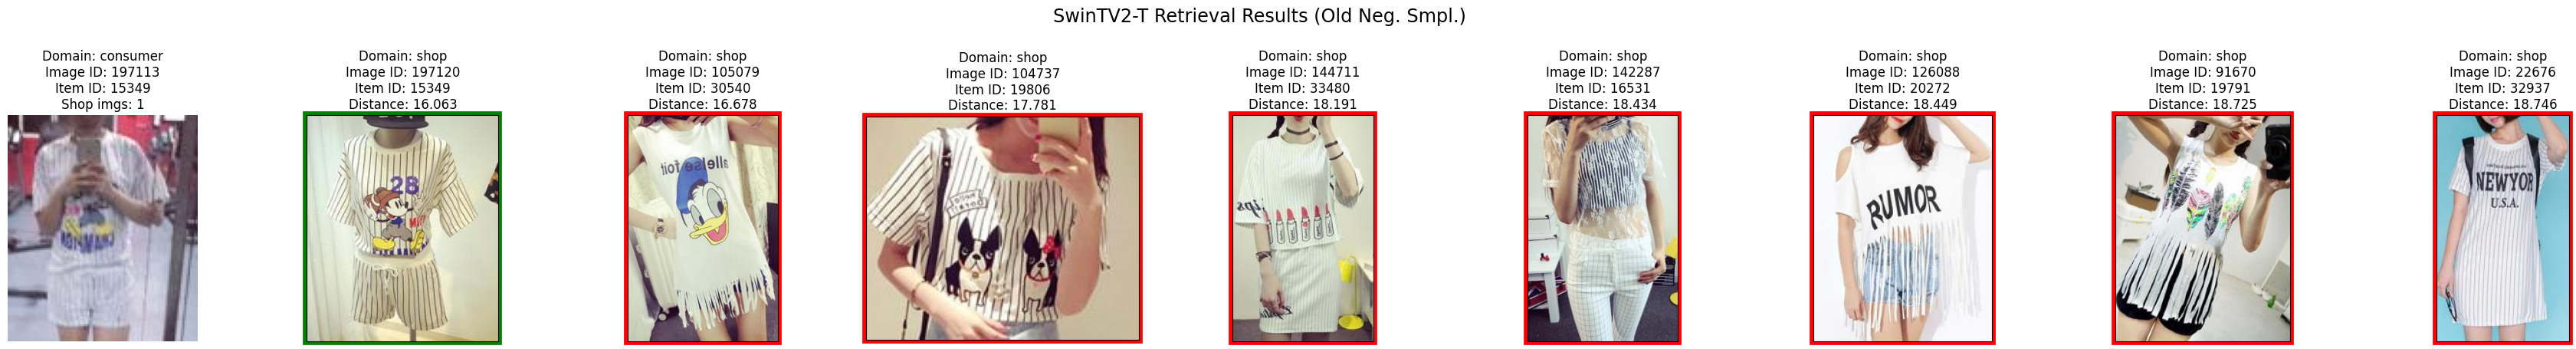 SwinTV2-T Retrieval Results (Old Neg. Smpl.)
Domain: consumer
Image ID: 197113
Item ID: 15349
Shop imgs: 1
Domain: shop
Image ID: 197120
Item ID: 15349
Distance: 16.063
28
Domain: shop
Image ID: 105079
Item ID: 30540
Distance: 16.678
Domain: shop
Image ID: 104737
Item ID: 19806
Distance: 17.781
Domain: shop
Image ID: 144711
Item ID: 33480
Distance: 18.191
Domain: shop
Image ID: 142287
Item ID: 16531
Distance: 18.434
Domain: shop
Image ID: 126088
Item ID: 20272
Distance: 18.449
RUMOR
Domain: shop
Image ID: 91670
Item ID: 19791
Distance: 18.725
Domain: shop
Image ID: 22676
Item ID: 32937
Distance: 18.746
NEWYOR
U.S.A.